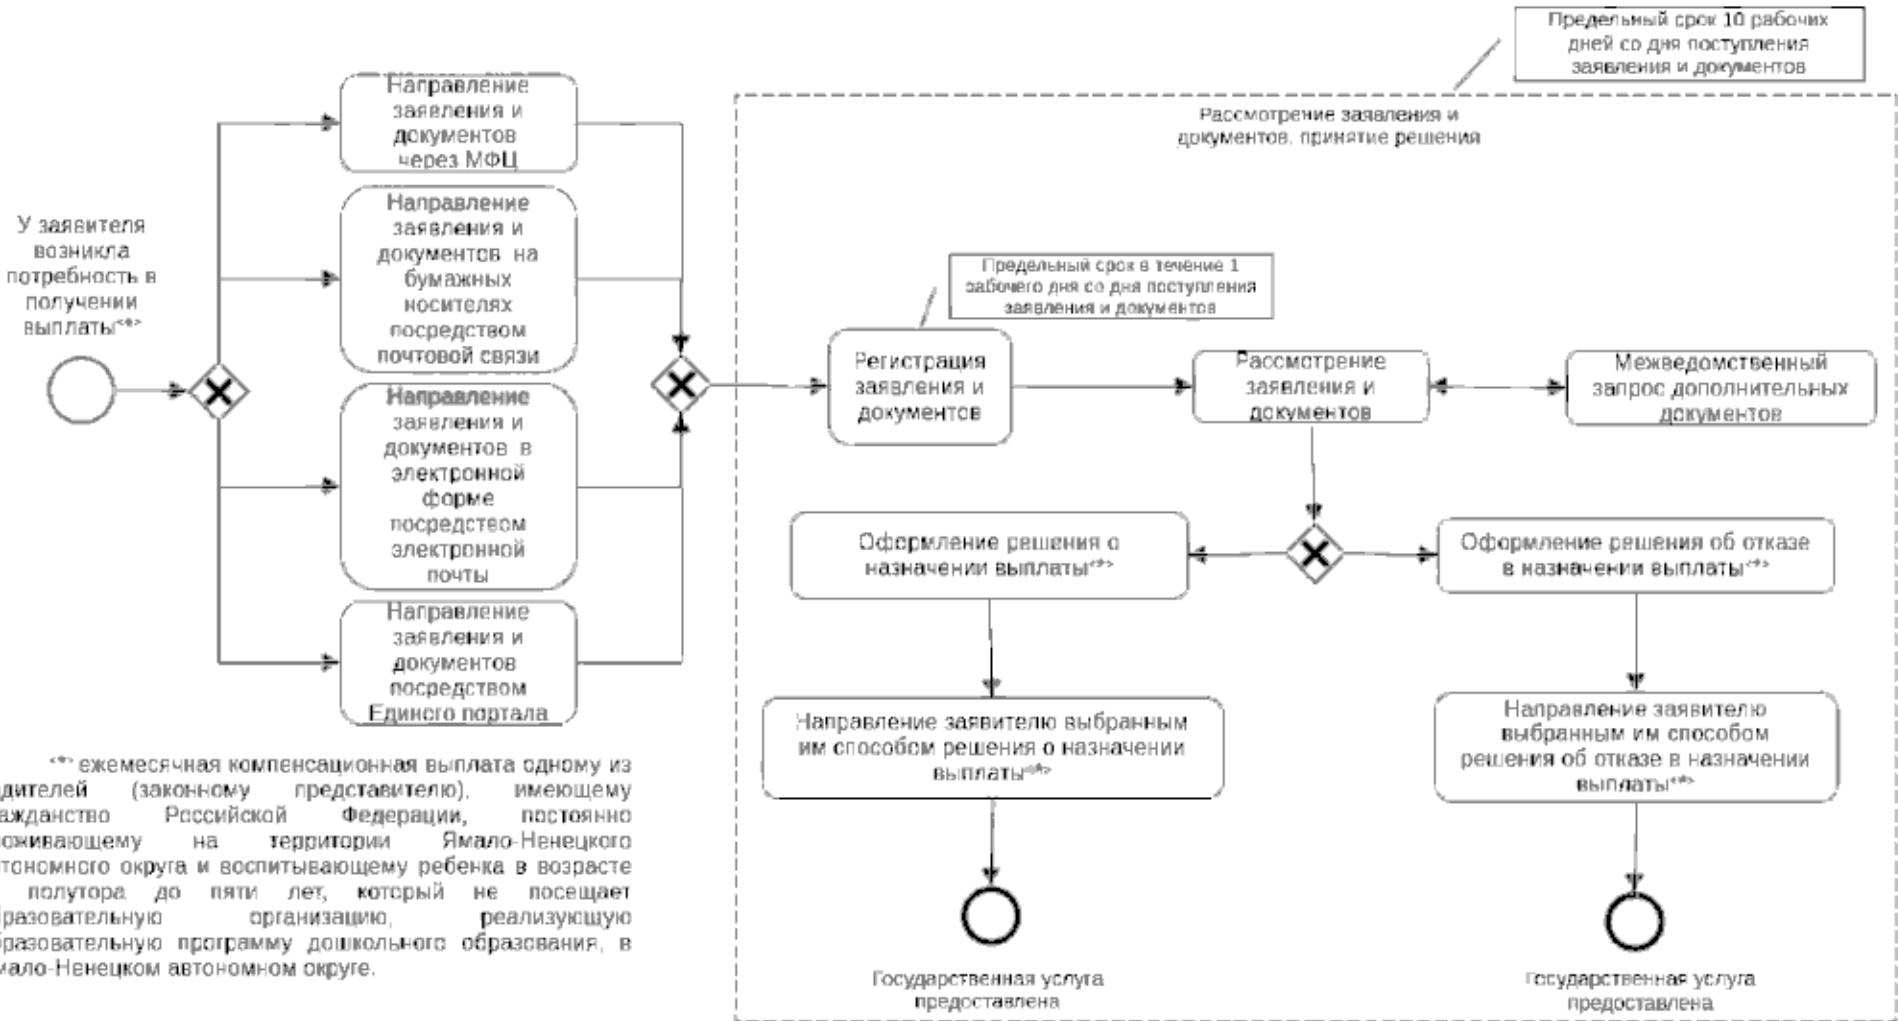 Предельный срок 10 рабочих
дней со дня поступления
заявления и документов
Рассмотрение заявления и
документов, принятие решения
У заявителя
возникла
потребность в
получении
выплаты<*>
Направление
заявления и
документов
через МФЦ
Направление
заявления и
документов на
бумажных
носителях
посредством
почтовой связи
Направление
заявления и
документов в
электронной
форме
посредством
электронной
почты
Направление
заявления и
документов
посредством
Единого портала
Предельный срок в течение 1
рабочего дня со дня поступления
заявления и документов
Регистрация
заявления и
документов
Рассмотрение
заявления и
документов
Межведомственный
запрос дополнительных
документов
Оформление решения о
назначении выплаты<*>
Оформление решения об отказе
в назначении выплаты<*>
Направление заявителю выбранным
им способом решения о назначении
выплаты<*>
Направление заявителю
выбранным им способом
решения об отказе в назначении
выплаты<*>
Государственная услуга
предоставлена
Государственная услуга
предоставлена
<*> ежемесячная компенсационная выплата одному из
дителей (законному представителю), имеющему
ажданство Российской Федерации, постоянно
оживающему на территории Ямало-Ненецкого
тономного округа и воспитывающему ребенка в возрасте
полутора до пяти лет, который не посещает
разовательную организацию, реализующую
разовательную программу дошкольного образования, в
мало-Ненецком автономном округе.